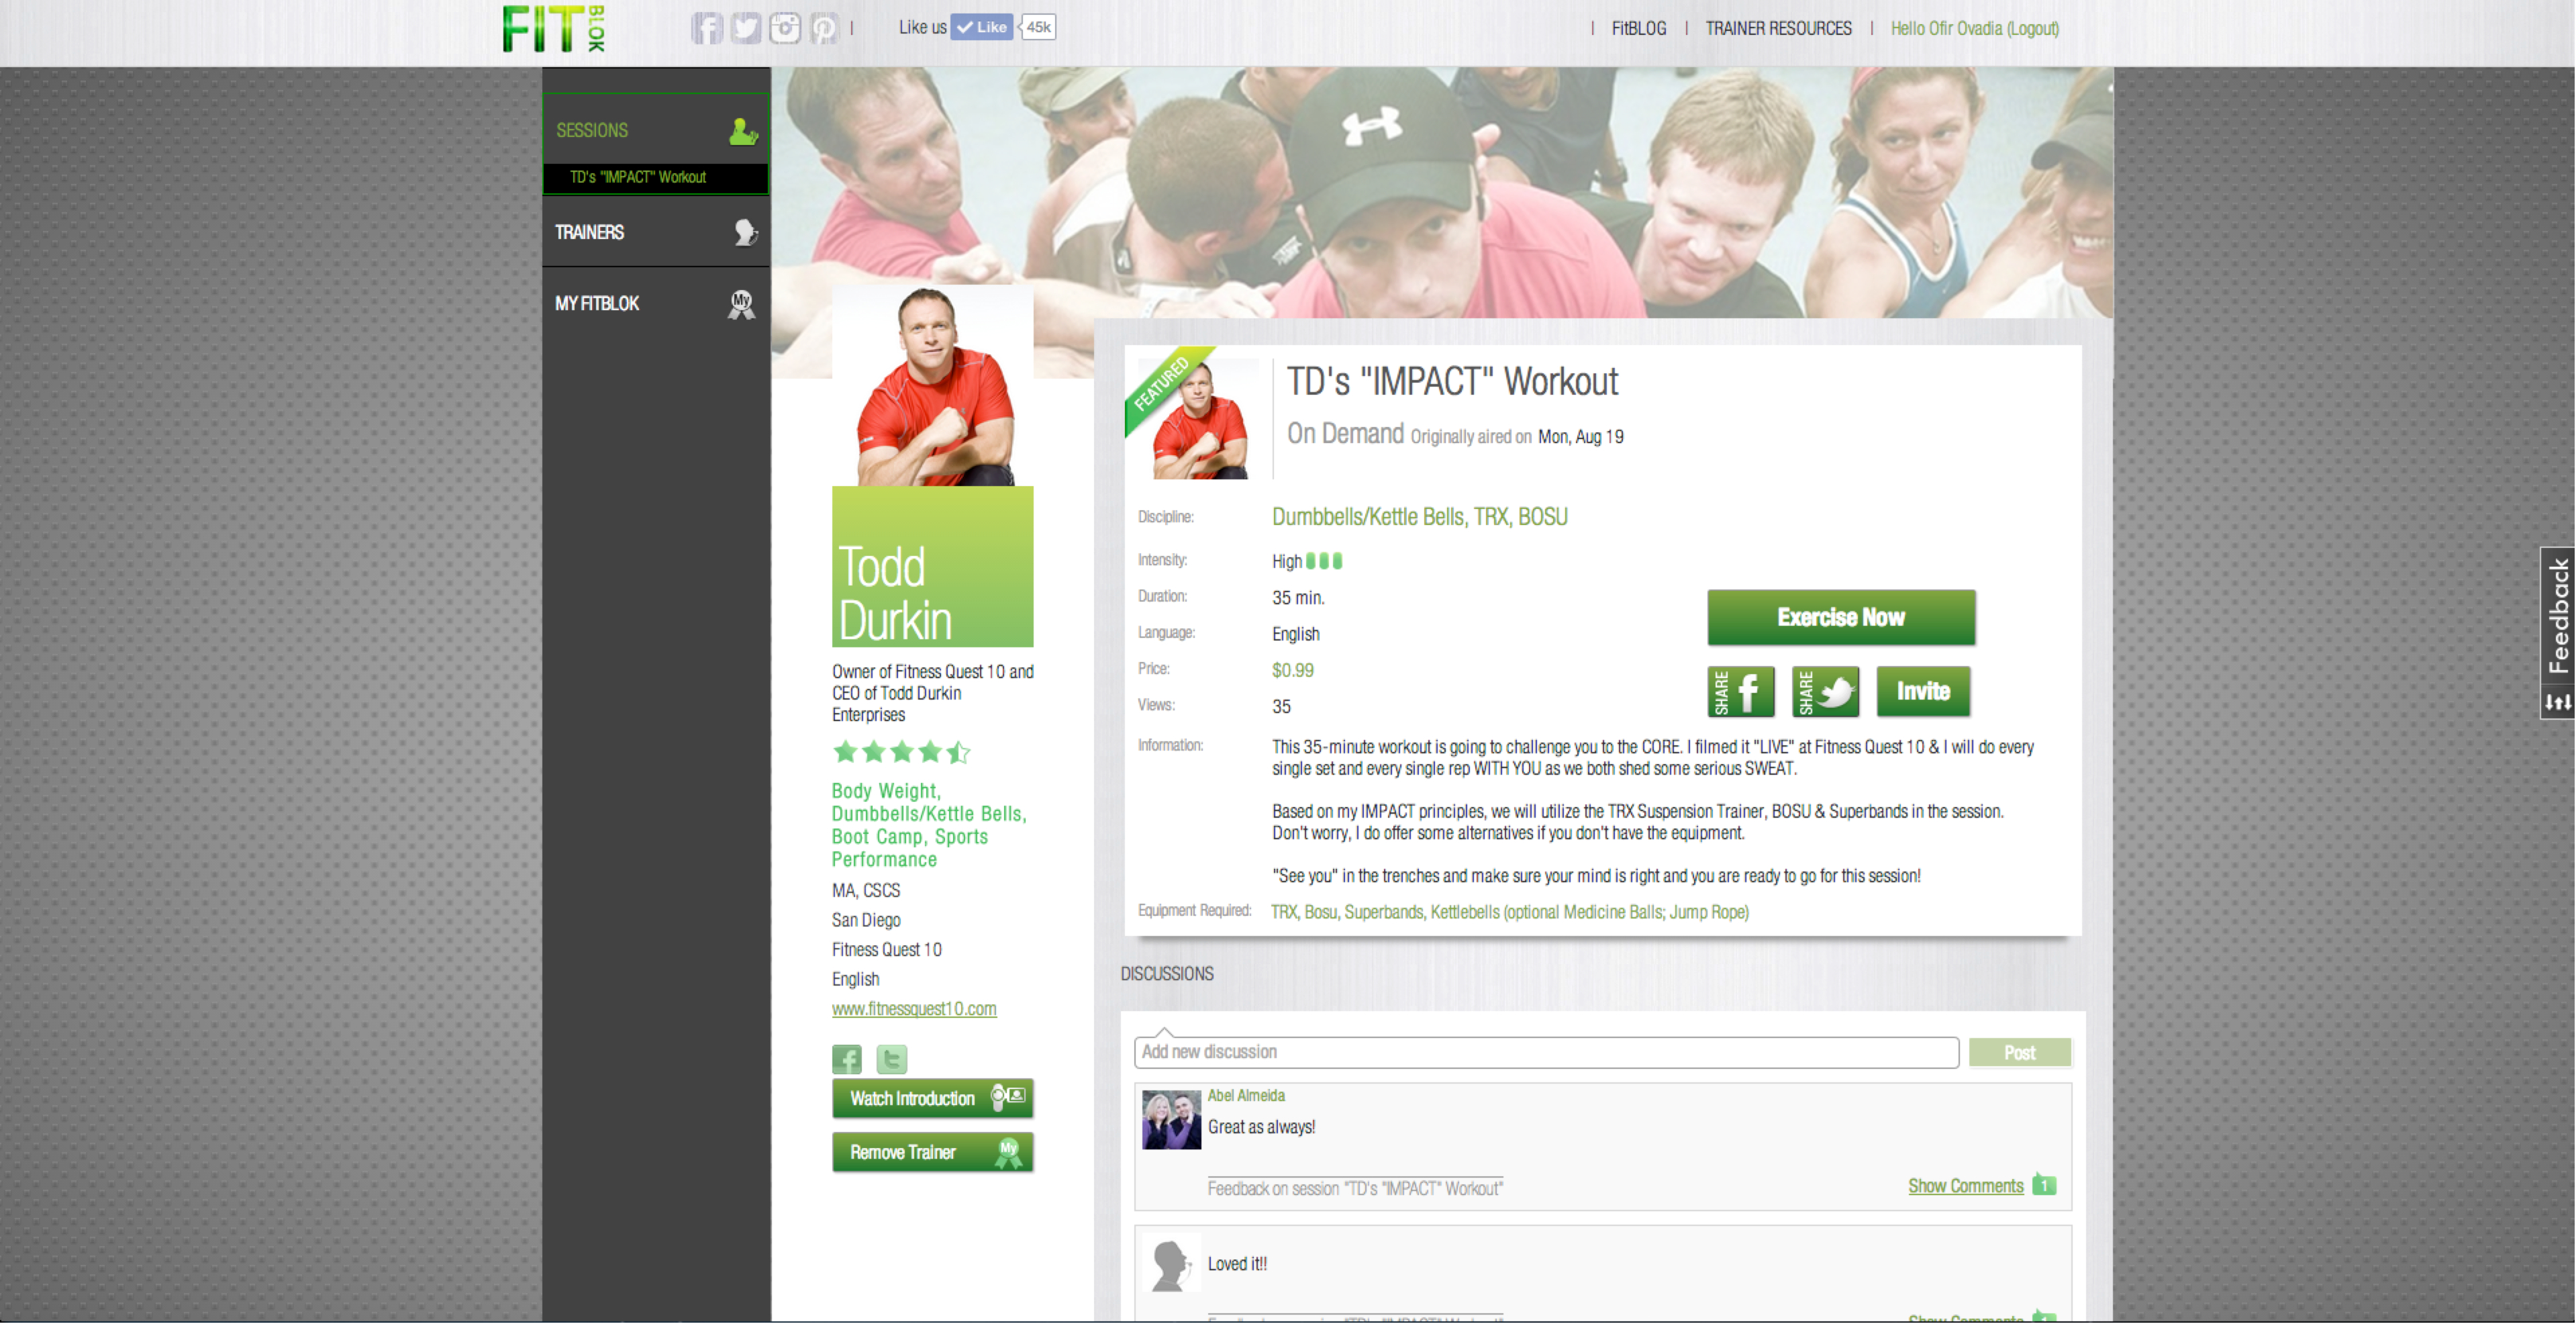 FIT BLOK
Like us Like 45k
FitBLOG | TRAINER RESOURCES | Hello Ofir Ovadia (Logout)
SESSIONS
TD's "IMPACT" Workout
TRAINERS
MY FITBLOK
My
Todd
Durkin
Owner of Fitness Quest 10 and
CEO of Todd Durkin
Enterprises
Body Weight,
Dumbbells/Kettle Bells,
Boot Camp, Sports
Performance
MA, CSCS
San Diego
Fitness Quest 10
English
www.fitnessquest10.com
Watch Introduction
Remove Trainer My
FEATURED
TD's "IMPACT" Workout
On Demand Originally aired on Mon, Aug 19
Discipline: Dumbbells/Kettle Bells, TRX, BOSU
Intensity: High
Duration: 35 min.
Language: English
Price: $0.99
Views: 35
Exercise Now
SHARE SHARE Invite
Information: This 35-minute workout is going to challenge you to the CORE. I filmed it "LIVE" at Fitness Quest 10 & I will do every
single set and every single rep WITH YOU as we both shed some serious SWEAT.
Based on my IMPACT principles, we will utilize the TRX Suspension Trainer, BOSU & Superbands in the session.
Don't worry, I do offer some alternatives if you don't have the equipment.
"See you" in the trenches and make sure your mind is right and you are ready to go for this session!
Equipment Required: TRX, Bosu, Superbands, Kettlebells (optional Medicine Balls; Jump Rope)
DISCUSSIONS
Add new discussion Post
Abel Almeida
Great as always!
Feedback on session "TD's "IMPACT" Workout"
Show Comments 1
Loved it!!
Feedback